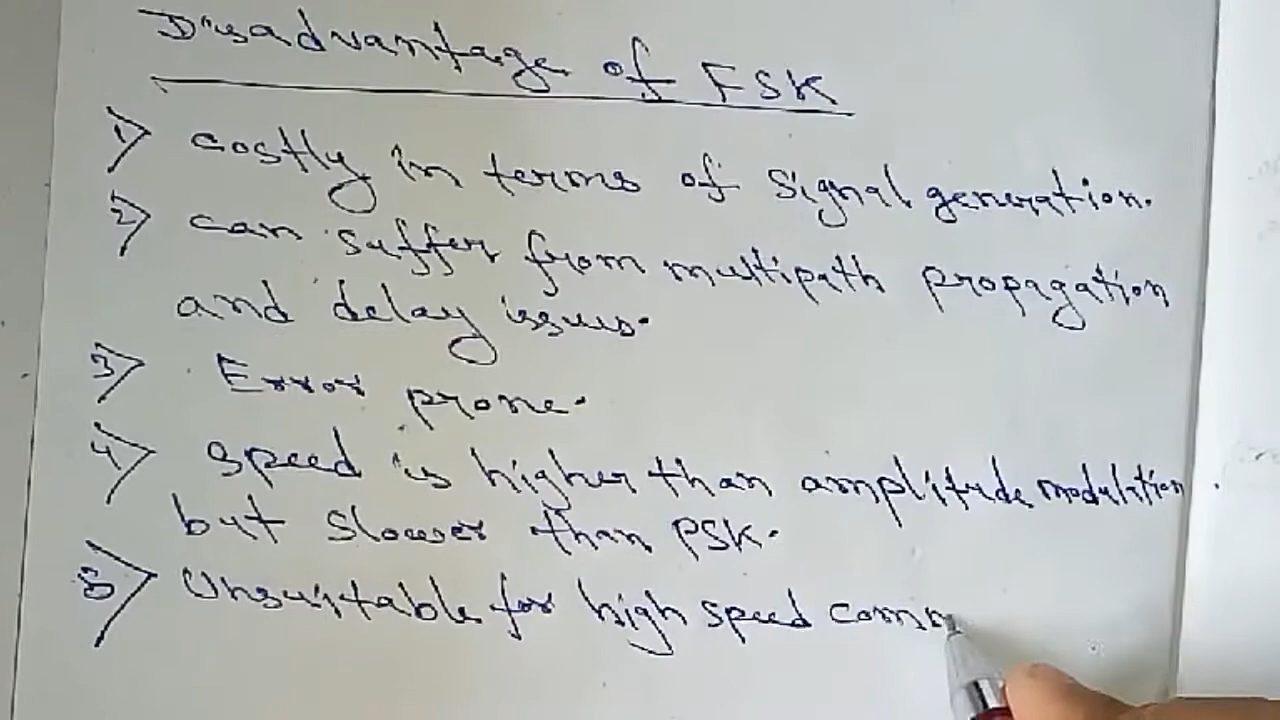 Disadvantage of FSK
1) costly in terms of signal generation.
2) can suffer from multipath propagation
and delay issues.
3) Error prone.
4) speed is higher than amplitude modulation
but slower than PSK.
5) Unsuitable for high speed comm